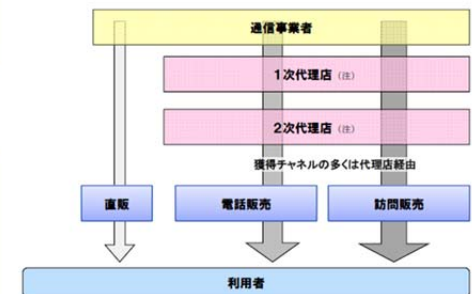 通信事業者
1次代理店（注）
2次代理店（注）
獲得チャネルの多くは代理店経由
直販
電話販売
訪問販売
利用者